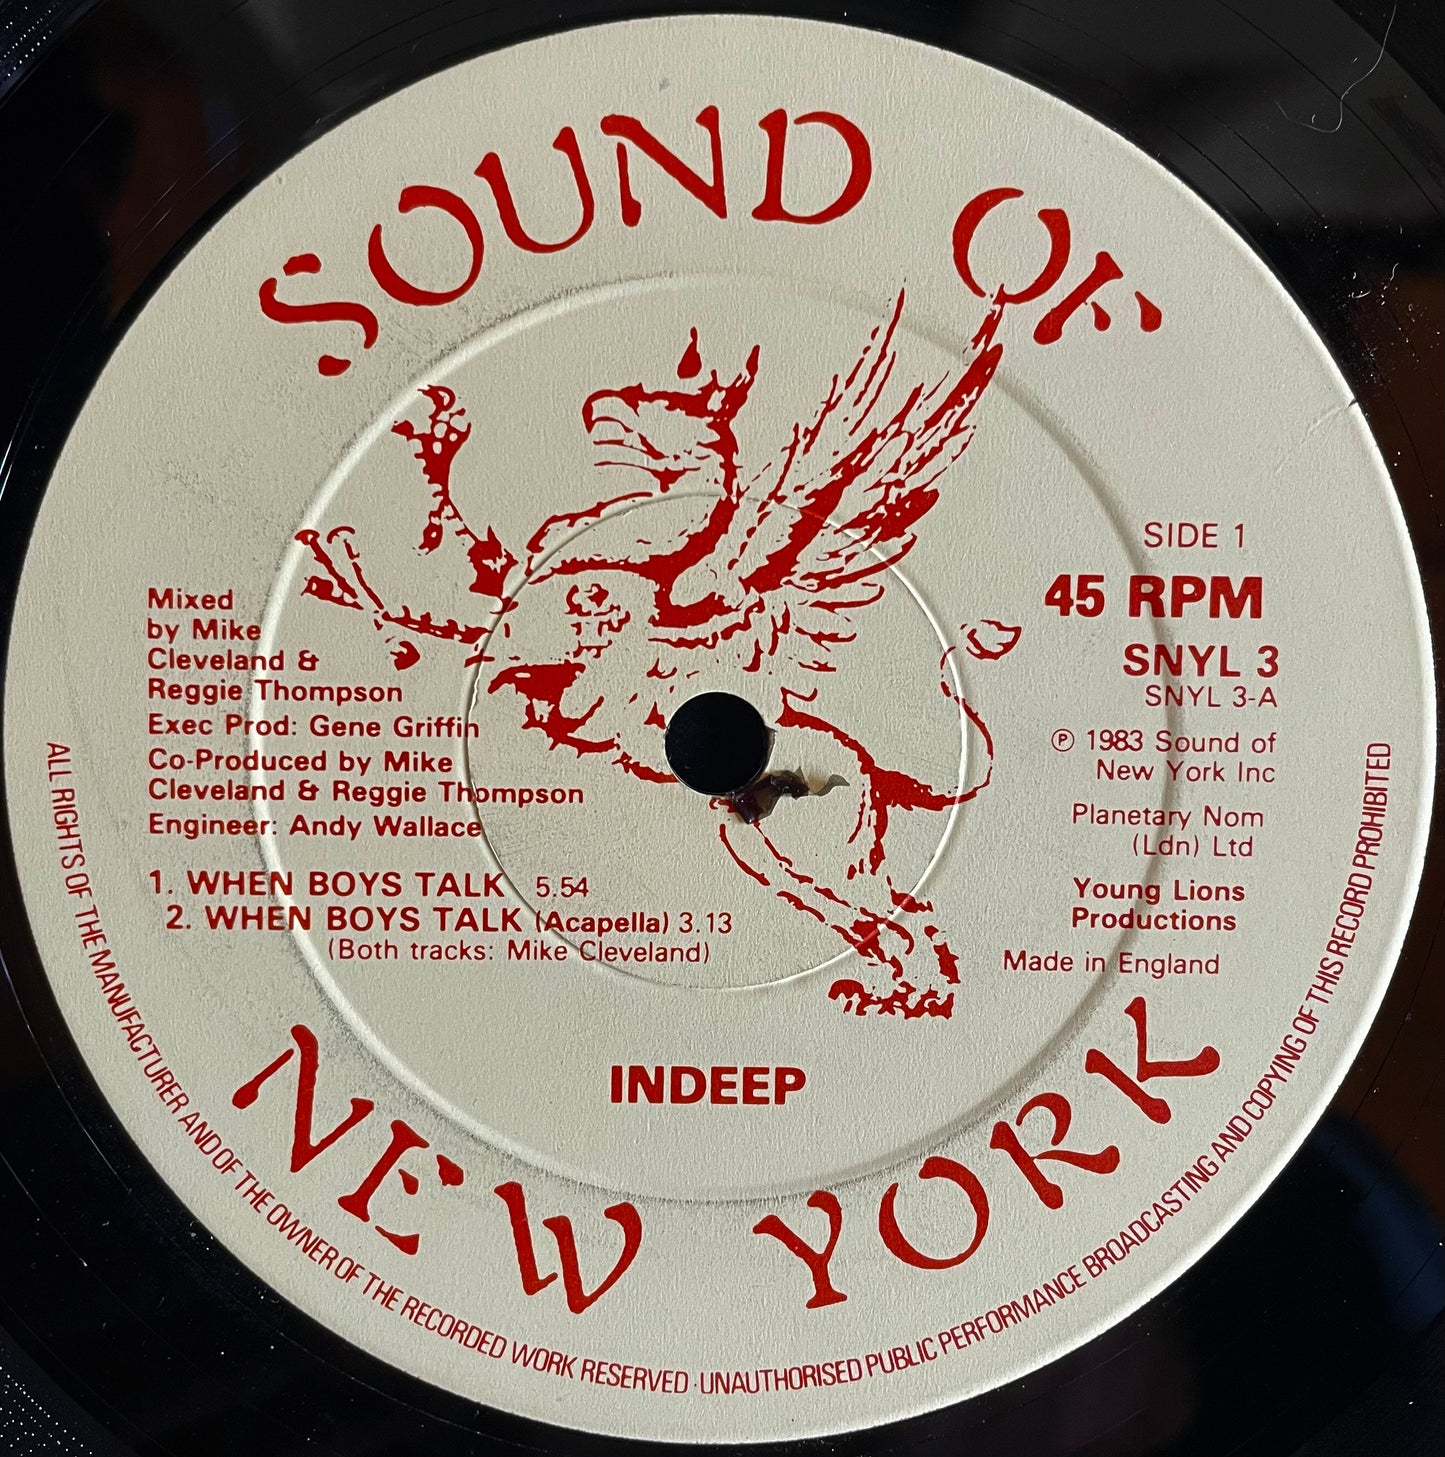 SOUND OF
SIDE 1
45 RPM
SNYL 3
SNYL 3-A
℗ 1983 Sound of
New York Inc
Planetary Nom
(Ldn) Ltd
Young Lions
Productions
Made in England
Mixed
by Mike
Cleveland &
Reggie Thompson
Exec Prod: Gene Griffin
Co-Produced by Mike
Cleveland & Reggie Thompson
Engineer: Andy Wallace
1. WHEN BOYS TALK 5.54
2. WHEN BOYS TALK (Acapella) 3.13
(Both tracks: Mike Cleveland)
INDEEP
NEW YORK
ALL RIGHTS OF THE MANUFACTURER AND OF THE OWNER OF THE RECORDED WORK RESERVED · UNAUTHORISED PUBLIC PERFORMANCE BROADCASTING AND COPYING OF THIS RECORD PROHIBITED